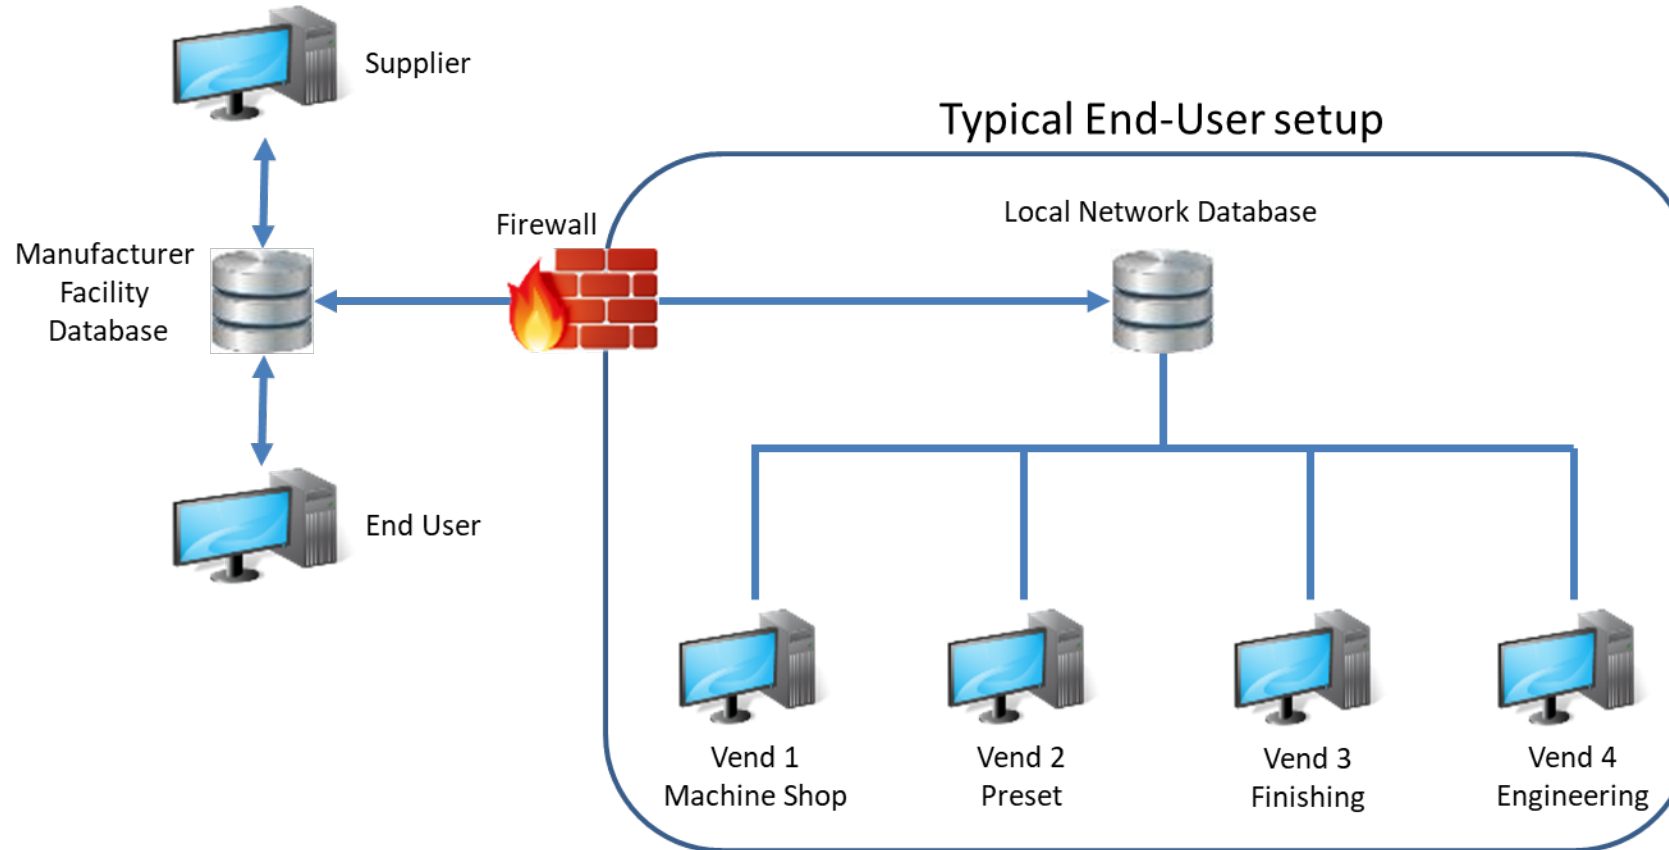 Supplier
Typical End-User setup
Firewall
Local Network Database
Manufacturer
Facility
Database
End User
Vend 1
Machine Shop
Vend 2
Preset
Vend 3
Finishing
Vend 4
Engineering